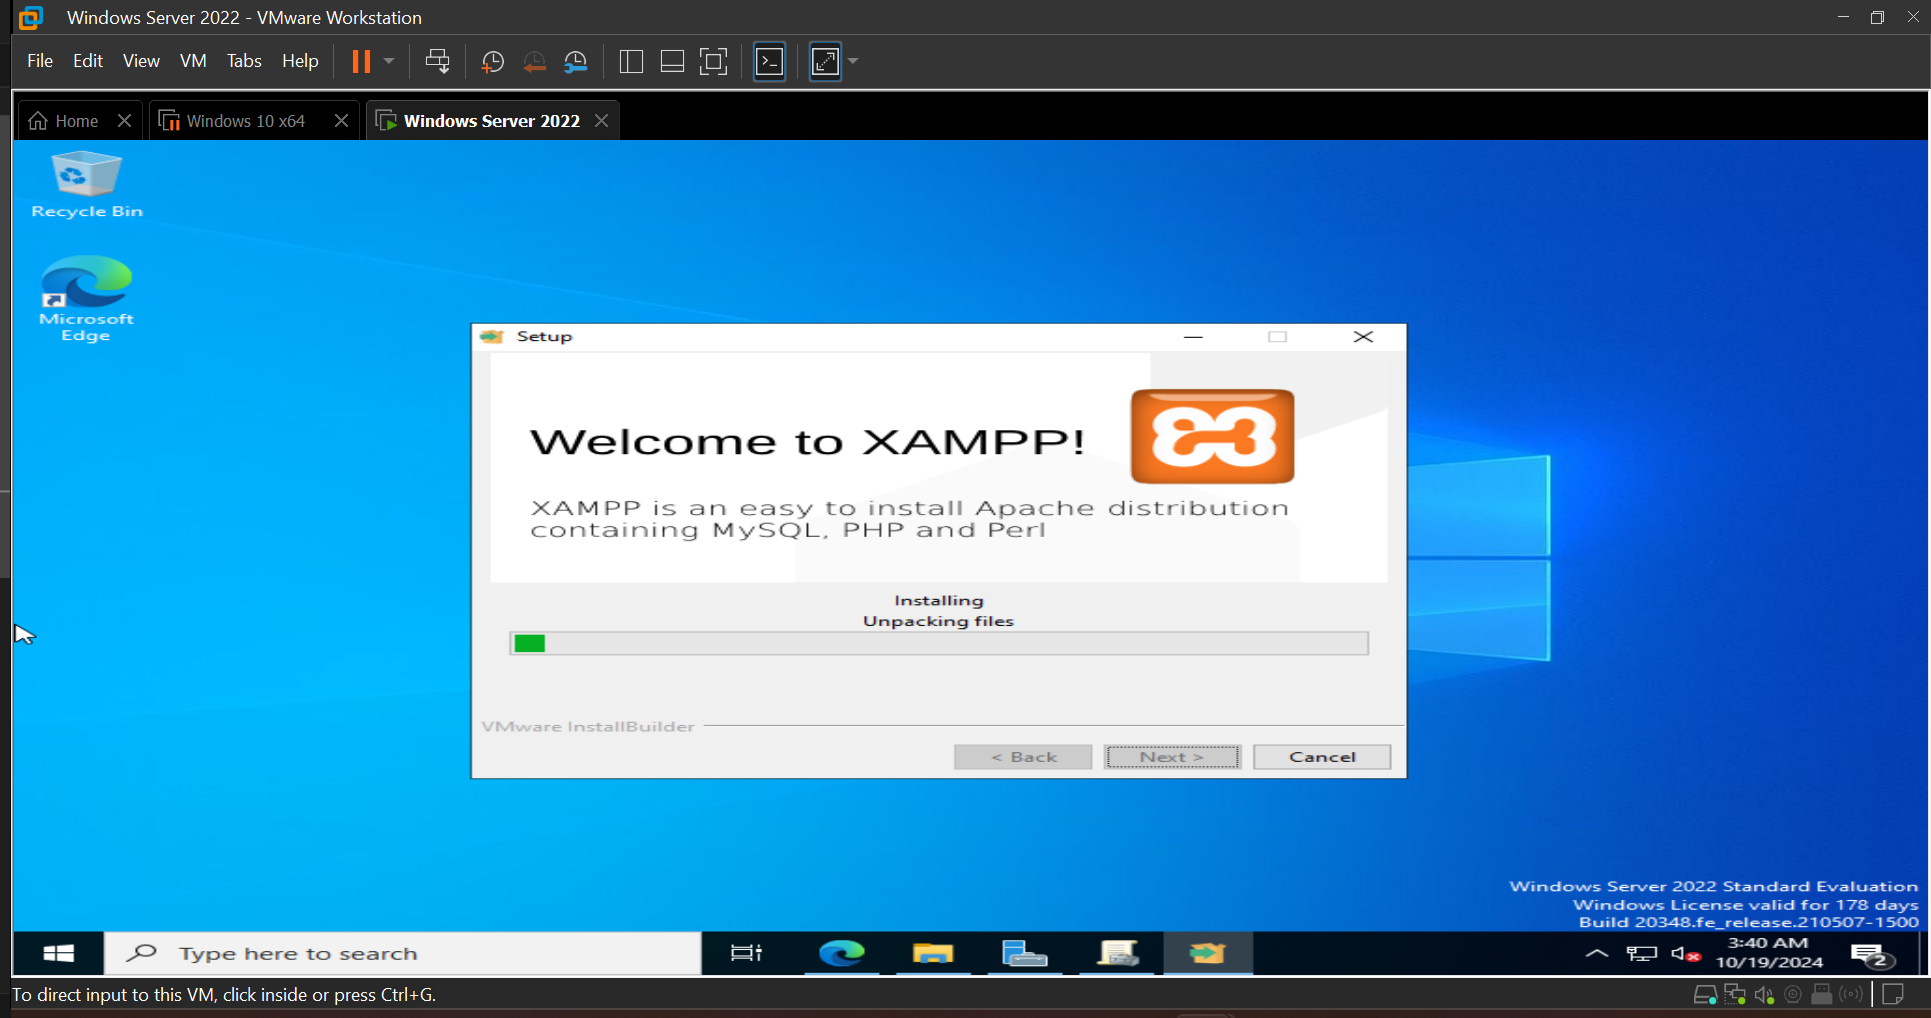 Windows Server 2022 - VMware Workstation
File Edit View VM Tabs Help
Home Windows 10 x64 Windows Server 2022
Recycle Bin
Microsoft
Edge
Setup
Welcome to XAMPP!
XAMPP is an easy to install Apache distribution
containing MySQL, PHP and Perl
Installing
Unpacking files
VMware InstallBuilder
< Back Next > Cancel
Windows Server 2022 Standard Evaluation
Windows License valid for 178 days
Build 20348.fe_release.210507-1500
Type here to search
3:40 AM
10/19/2024
2
To direct input to this VM, click inside or press Ctrl+G.